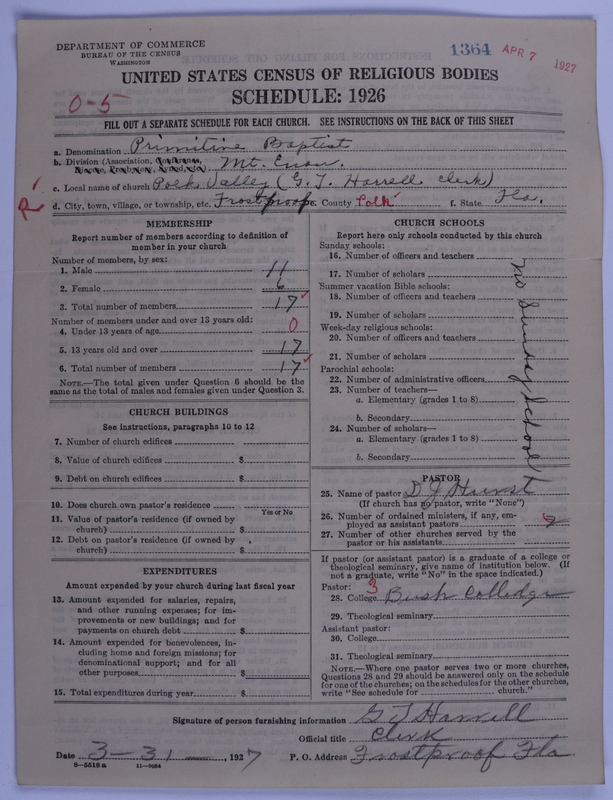 DEPARTMENT OF COMMERCE
BUREAU OF THE CENSUS
WASHINGTON
1364 APR 7 1927
UNITED STATES CENSUS OF RELIGIOUS BODIES
SCHEDULE: 1926
0-5
FILL OUT A SEPARATE SCHEDULE FOR EACH CHURCH. SEE INSTRUCTIONS ON THE BACK OF THIS SHEET
a. Denomination Primitive Baptist
b. Division (Association, Mt. Enon.
c. Local name of church Polk Valley (G. T. Harrell clerk)
d. City, town, village, or township, etc. Frostproof e. County Polk f. State Fla.
R
MEMBERSHIP
Report number of members according to definition of
member in your church
Number of members, by sex:
1. Male 11
2. Female 6
3. Total number of members 17
Number of members under and over 13 years old:
4. Under 13 years of age 0
5. 13 years old and over 17
6. Total number of members 17
NOTE.—The total given under Question 6 should be the
same as the total of males and females given under Question 3.
CHURCH BUILDINGS
See instructions, paragraphs 10 to 12
7. Number of church edifices
8. Value of church edifices $
9. Debt on church edifices $
10. Does church own pastor's residence
Yes or No
11. Value of pastor's residence (if owned by
church) $
12. Debt on pastor's residence (if owned by
church) $
EXPENDITURES
Amount expended by your church during last fiscal year
13. Amount expended for salaries, repairs,
and other running expenses; for im-
provements or new buildings; and for
payments on church debt $
14. Amount expended for benevolences, in-
cluding home and foreign missions; for
denominational support; and for all
other purposes $
15. Total expenditures during year $
CHURCH SCHOOLS
Report here only schools conducted by this church
Sunday schools:
16. Number of officers and teachers
17. Number of scholars
Summer vacation Bible schools:
18. Number of officers and teachers
19. Number of scholars
Week-day religious schools:
20. Number of officers and teachers
21. Number of scholars
Parochial schools:
22. Number of administrative officers
23. Number of teachers—
a. Elementary (grades 1 to 8)
b. Secondary
24. Number of scholars—
a. Elementary (grades 1 to 8)
b. Secondary
No Sunday School
PASTOR
25. Name of pastor D J Hurst
(If church has no pastor, write "None")
26. Number of ordained ministers, if any, em-
ployed as assistant pastors
27. Number of other churches served by the
pastor or his assistants
If pastor (or assistant pastor) is a graduate of a college or
theological seminary, give name of institution below. (If
not a graduate, write "No" in the space indicated.)
Pastor: 3
28. College Bush Colledge
29. Theological seminary
Assistant pastor:
30. College
31. Theological seminary
NOTE.—Where one pastor serves two or more churches,
Questions 28 and 29 should be answered only on the schedule
for one of the churches; on the schedules for the other churches,
write "See schedule for church."
Signature of person furnishing information G T Harrell
Official title Clerk
Date 3-31, 1927 P. O. Address Frostproof Fla
8-5518a 11-9034